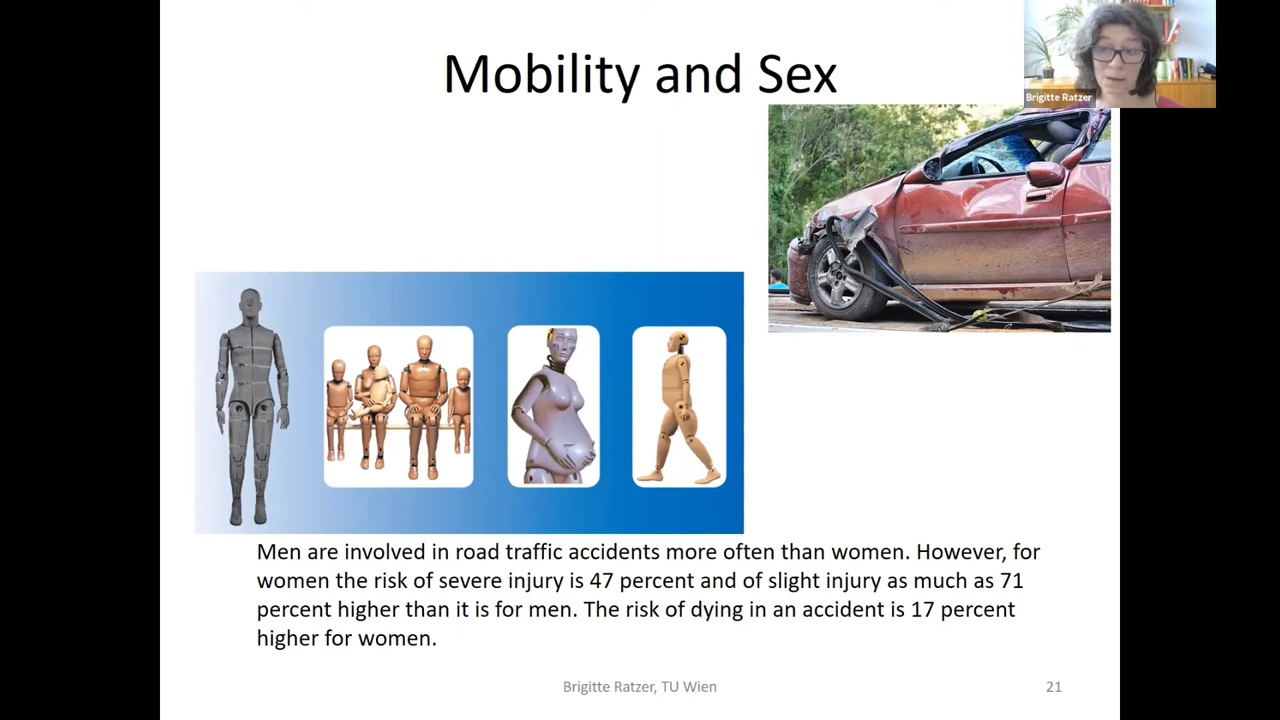 Mobility and Sex
Brigitte Ratzer
Men are involved in road traffic accidents more often than women. However, for
women the risk of severe injury is 47 percent and of slight injury as much as 71
percent higher than it is for men. The risk of dying in an accident is 17 percent
higher for women.
Brigitte Ratzer, TU Wien
21